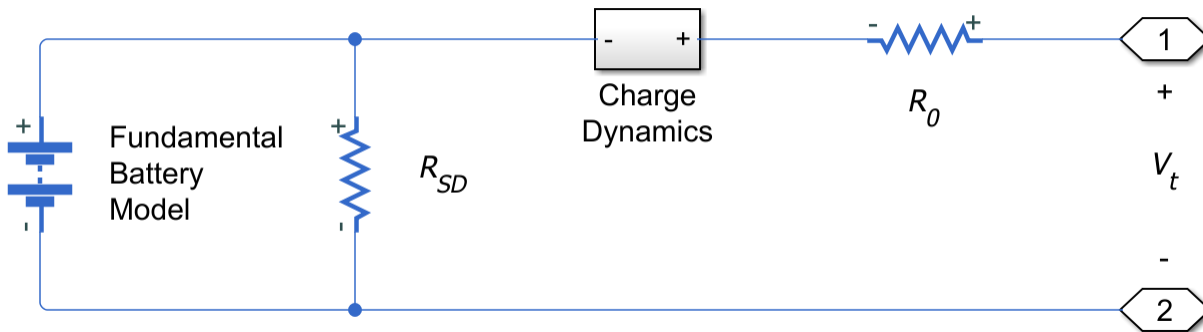 - +
- +
1
Charge
Dynamics
R0
+
+
Fundamental
Battery
Model
-
+
RSD
-
Vt
-
2